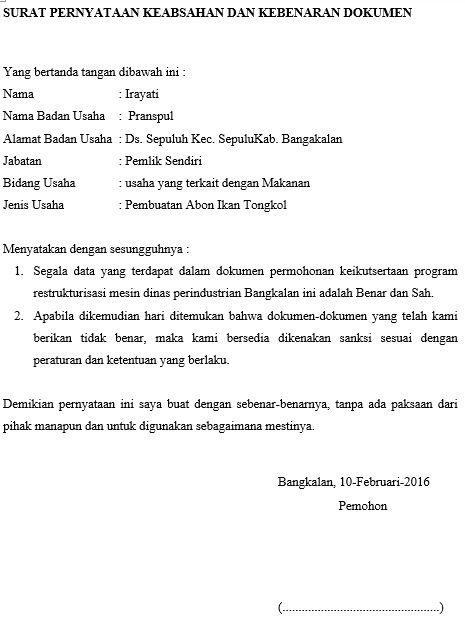 SURAT PERNYATAAN KEABSAHAN DAN KEBENARAN DOKUMEN
Yang bertanda tangan dibawah ini :
Nama : Irayati
Nama Badan Usaha : Pranspul
Alamat Badan Usaha : Ds. Sepuluh Kec. SepuluKab. Bangakalan
Jabatan : Pemlik Sendiri
Bidang Usaha : usaha yang terkait dengan Makanan
Jenis Usaha : Pembuatan Abon Ikan Tongkol
Menyatakan dengan sesungguhnya :
1. Segala data yang terdapat dalam dokumen permohonan keikutsertaan program
restrukturisasi mesin dinas perindustrian Bangkalan ini adalah Benar dan Sah.
2. Apabila dikemudian hari ditemukan bahwa dokumen-dokumen yang telah kami
berikan tidak benar, maka kami bersedia dikenakan sanksi sesuai dengan
peraturan dan ketentuan yang berlaku.
Demikian pernyataan ini saya buat dengan sebenar-benarnya, tanpa ada paksaan dari
pihak manapun dan untuk digunakan sebagaimana mestinya.
Bangkalan, 10-Februari-2016
Pemohon
(.................................................)